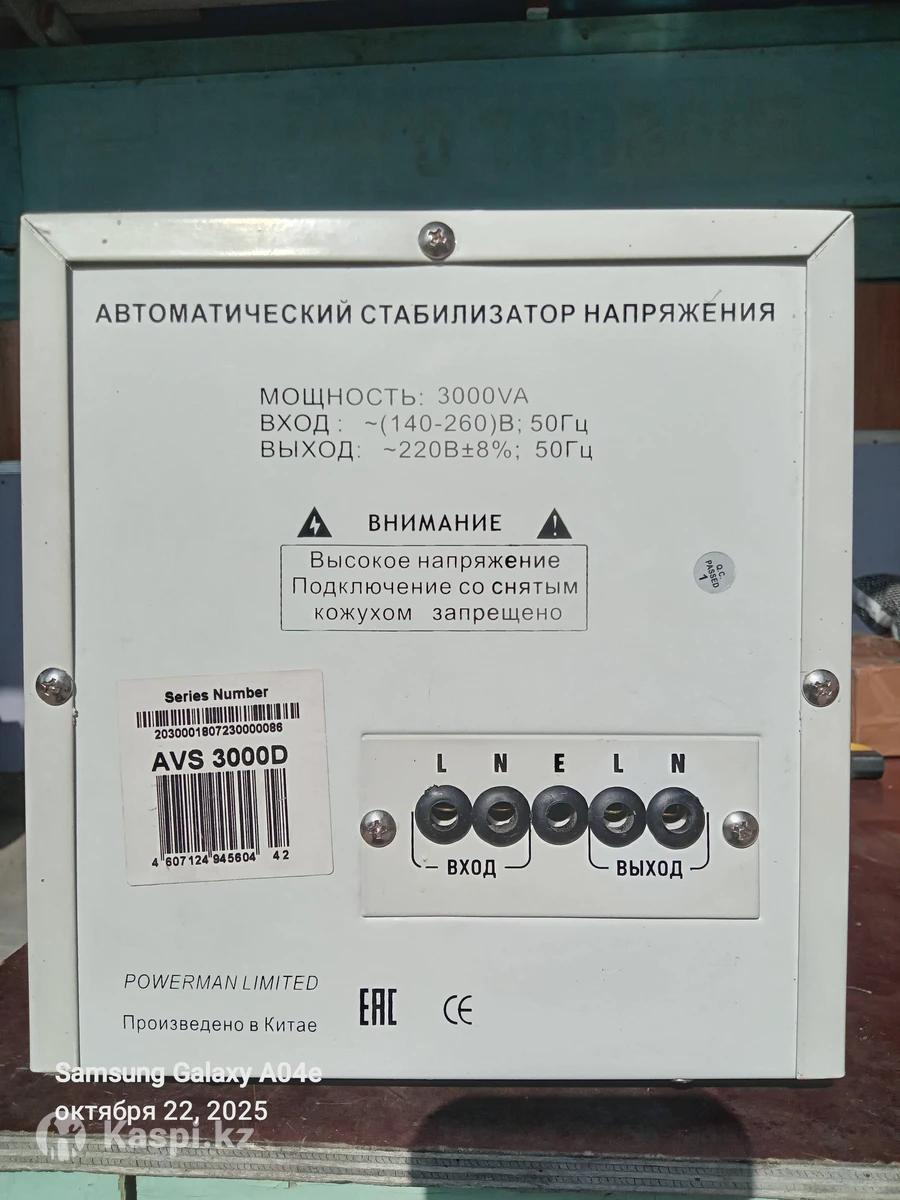 АВТОМАТИЧЕСКИЙ СТАБИЛИЗАТОР НАПРЯЖЕНИЯ
МОЩНОСТЬ: 3000VA
ВХОД : ~(140-260)В; 50Гц
ВЫХОД: ~220В±8%; 50Гц
ВНИМАНИЕ
Высокое напряжение
Подключение со снятым
кожухом запрещено
Q.C.
PASSED
1
Series Number
2030001807230000086
AVS 3000D
4 607124 945604 42
L N E L N
ВХОД ВЫХОД
POWERMAN LIMITED
Произведено в Китае
EAC CE
Samsung Galaxy A04e
октября 22, 2025
Kaspi.kz